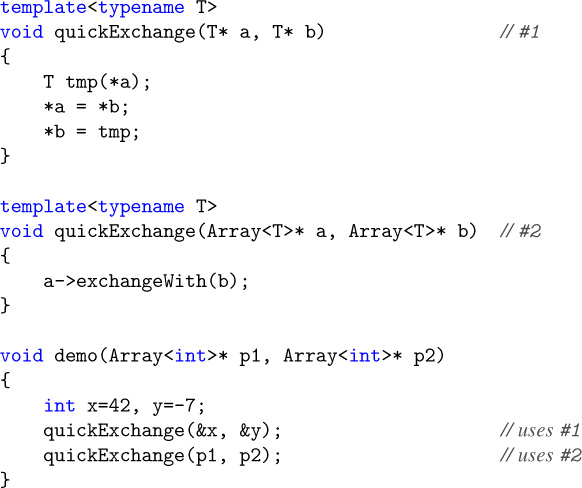 template<typename T>
void quickExchange(T* a, T* b) // #1
{
    T tmp(*a);
    *a = *b;
    *b = tmp;
}

template<typename T>
void quickExchange(Array<T>* a, Array<T>* b) // #2
{
    a->exchangeWith(b);
}

void demo(Array<int>* p1, Array<int>* p2)
{
    int x=42, y=-7;
    quickExchange(&x, &y); // uses #1
    quickExchange(p1, p2); // uses #2
}